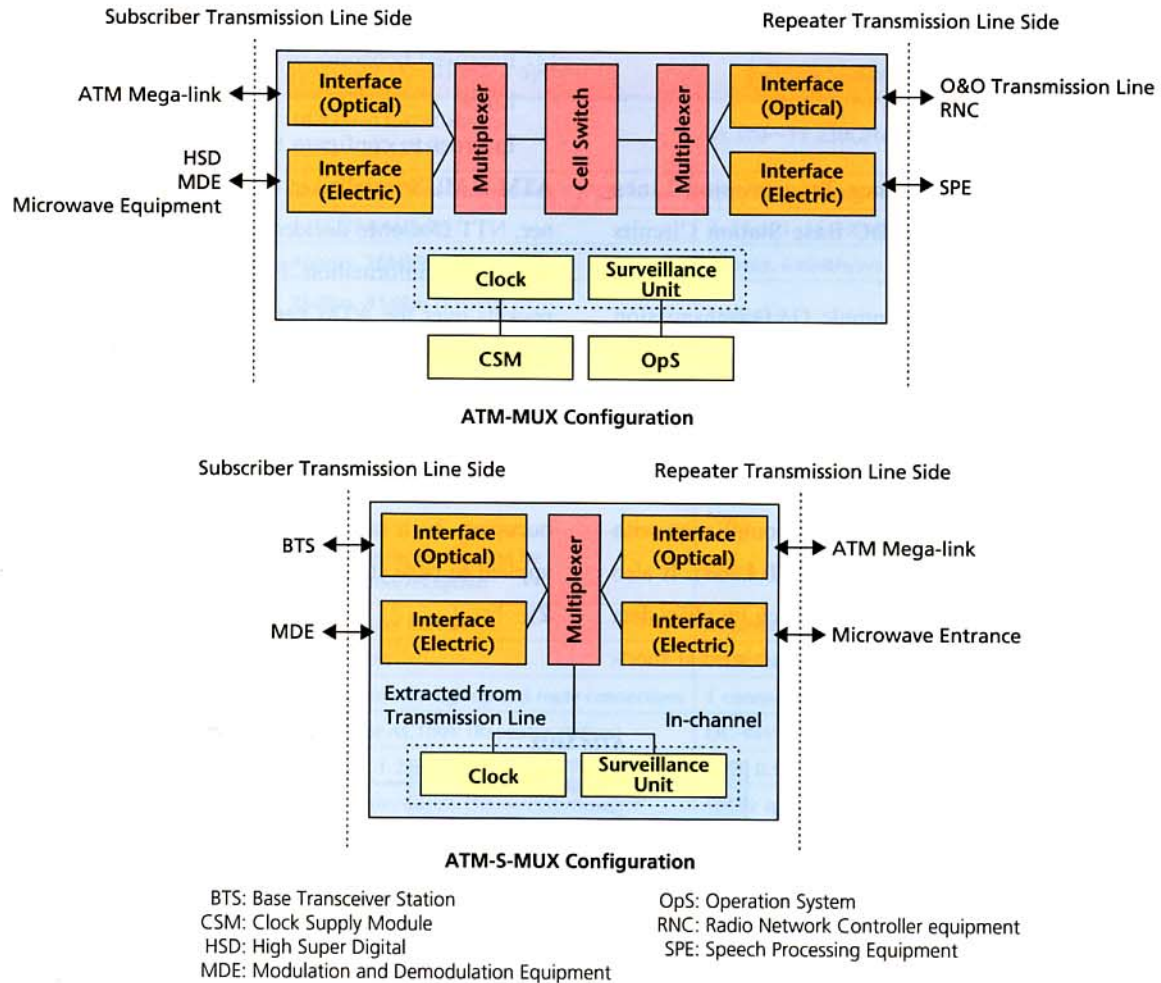 Subscriber Transmission Line Side
Repeater Transmission Line Side
ATM Mega-link
HSD
MDE
Microwave Equipment
Interface
(Optical)
Interface
(Electric)
Multiplexer
Cell Switch
Multiplexer
Interface
(Optical)
Interface
(Electric)
O&O Transmission Line
RNC
SPE
Clock
Surveillance
Unit
CSM
OpS
ATM-MUX Configuration
Subscriber Transmission Line Side
Repeater Transmission Line Side
BTS
MDE
Interface
(Optical)
Interface
(Electric)
Multiplexer
Interface
(Optical)
Interface
(Electric)
ATM Mega-link
Microwave Entrance
Extracted from
Transmission Line
In-channel
Clock
Surveillance
Unit
ATM-S-MUX Configuration
BTS: Base Transceiver Station
CSM: Clock Supply Module
HSD: High Super Digital
MDE: Modulation and Demodulation Equipment
OpS: Operation System
RNC: Radio Network Controller equipment
SPE: Speech Processing Equipment